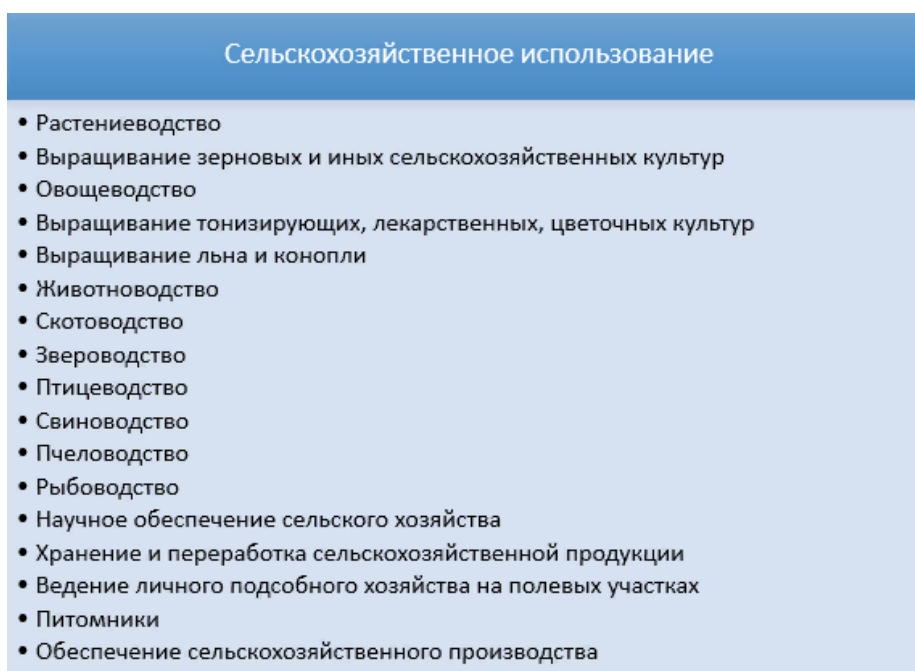 Сельскохозяйственное использование
• Растениеводство
• Выращивание зерновых и иных сельскохозяйственных культур
• Овощеводство
• Выращивание тонизирующих, лекарственных, цветочных культур
• Выращивание льна и конопли
• Животноводство
• Скотоводство
• Звероводство
• Птицеводство
• Свиноводство
• Пчеловодство
• Рыбоводство
• Научное обеспечение сельского хозяйства
• Хранение и переработка сельскохозяйственной продукции
• Ведение личного подсобного хозяйства на полевых участках
• Питомники
• Обеспечение сельскохозяйственного производства